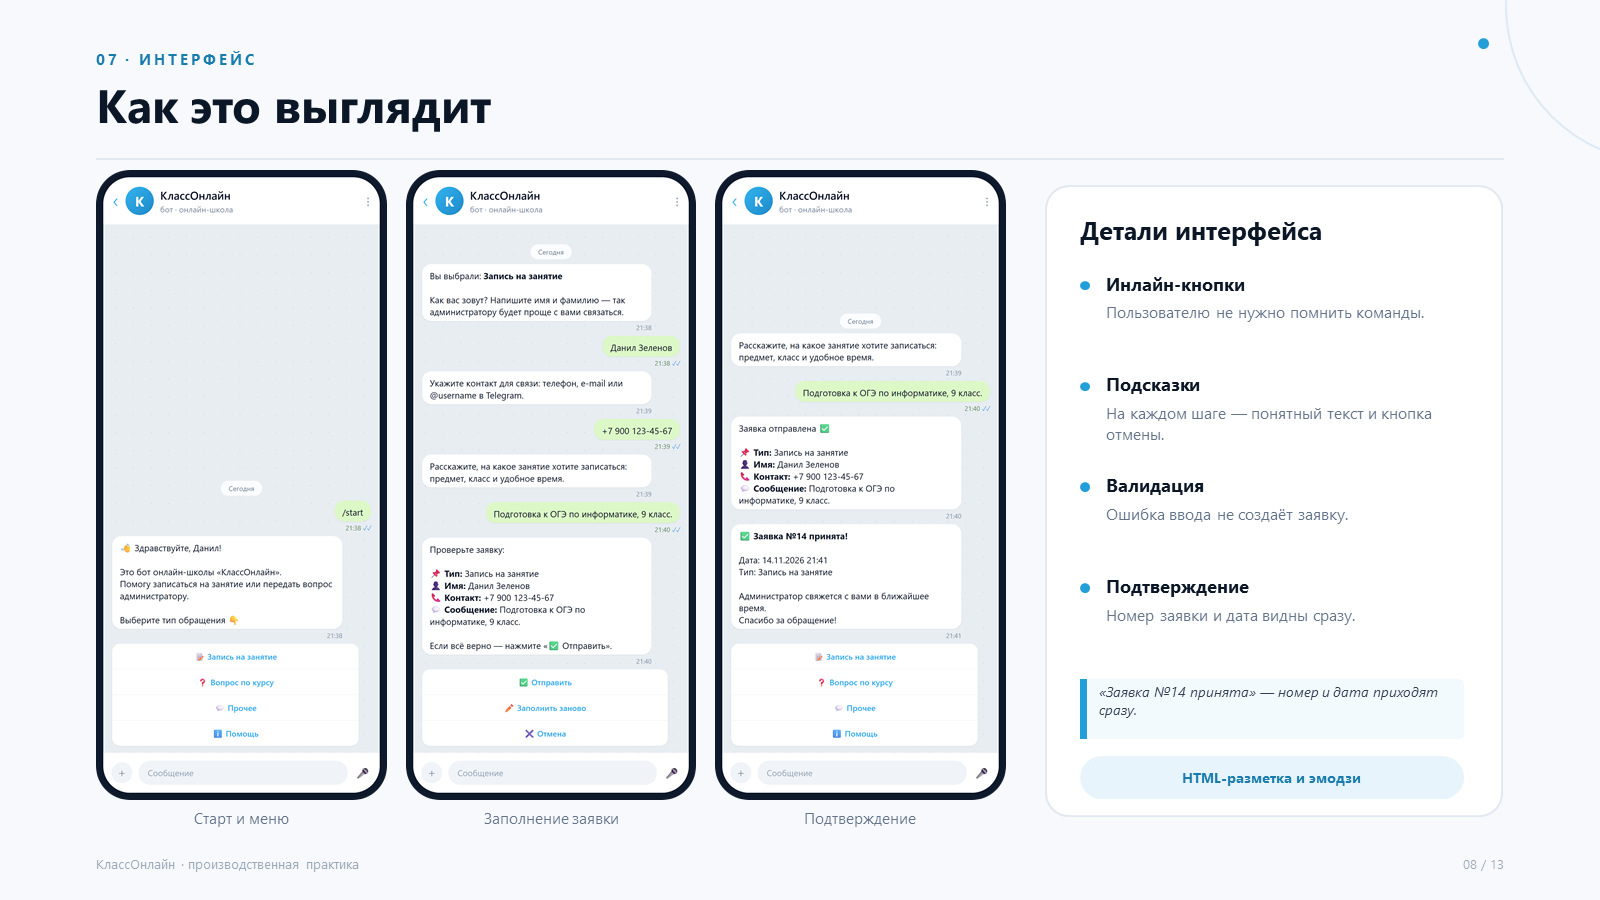 07 · ИНТЕРФЕЙС
Как это выглядит
К
КлассОнлайн
бот · онлайн-школа
Сегодня
/start
21:38
👋 Здравствуйте, Данил!
Это бот онлайн-школы «КлассОнлайн».
Помогу записаться на занятие или передать вопрос
администратору.
Выберите тип обращения 👇
21:38
📝 Запись на занятие
❓ Вопрос по курсу
💬 Прочее
ℹ️ Помощь
+ Сообщение
Старт и меню
К
КлассОнлайн
бот · онлайн-школа
Сегодня
Вы выбрали: Запись на занятие
Как вас зовут? Напишите имя и фамилию — так
администратору будет проще с вами связаться.
21:38
Данил Зеленов
21:38
Укажите контакт для связи: телефон, e-mail или
@username в Telegram.
21:39
+7 900 123-45-67
21:39
Расскажите, на какое занятие хотите записаться:
предмет, класс и удобное время.
21:39
Подготовка к ОГЭ по информатике, 9 класс.
21:40
Проверьте заявку:
📌 Тип: Запись на занятие
👤 Имя: Данил Зеленов
📞 Контакт: +7 900 123-45-67
💬 Сообщение: Подготовка к ОГЭ по
информатике, 9 класс.
Если всё верно — нажмите «✅ Отправить».
21:40
✅ Отправить
✏️ Заполнить заново
❌ Отмена
+ Сообщение
Заполнение заявки
К
КлассОнлайн
бот · онлайн-школа
Сегодня
Расскажите, на какое занятие хотите записаться:
предмет, класс и удобное время.
21:39
Подготовка к ОГЭ по информатике, 9 класс.
21:40
Заявка отправлена ✅
📌 Тип: Запись на занятие
👤 Имя: Данил Зеленов
📞 Контакт: +7 900 123-45-67
💬 Сообщение: Подготовка к ОГЭ по
информатике, 9 класс.
21:40
✅ Заявка №14 принята!
Дата: 14.11.2026 21:41
Тип: Запись на занятие
Администратор свяжется с вами в ближайшее
время.
Спасибо за обращение!
21:41
📝 Запись на занятие
❓ Вопрос по курсу
💬 Прочее
ℹ️ Помощь
+ Сообщение
Подтверждение
Детали интерфейса
Инлайн-кнопки
Пользователю не нужно помнить команды.
Подсказки
На каждом шаге — понятный текст и кнопка
отмены.
Валидация
Ошибка ввода не создаёт заявку.
Подтверждение
Номер заявки и дата видны сразу.
«Заявка №14 принята» — номер и дата приходят
сразу.
HTML-разметка и эмодзи
КлассОнлайн · производственная практика
08 / 13